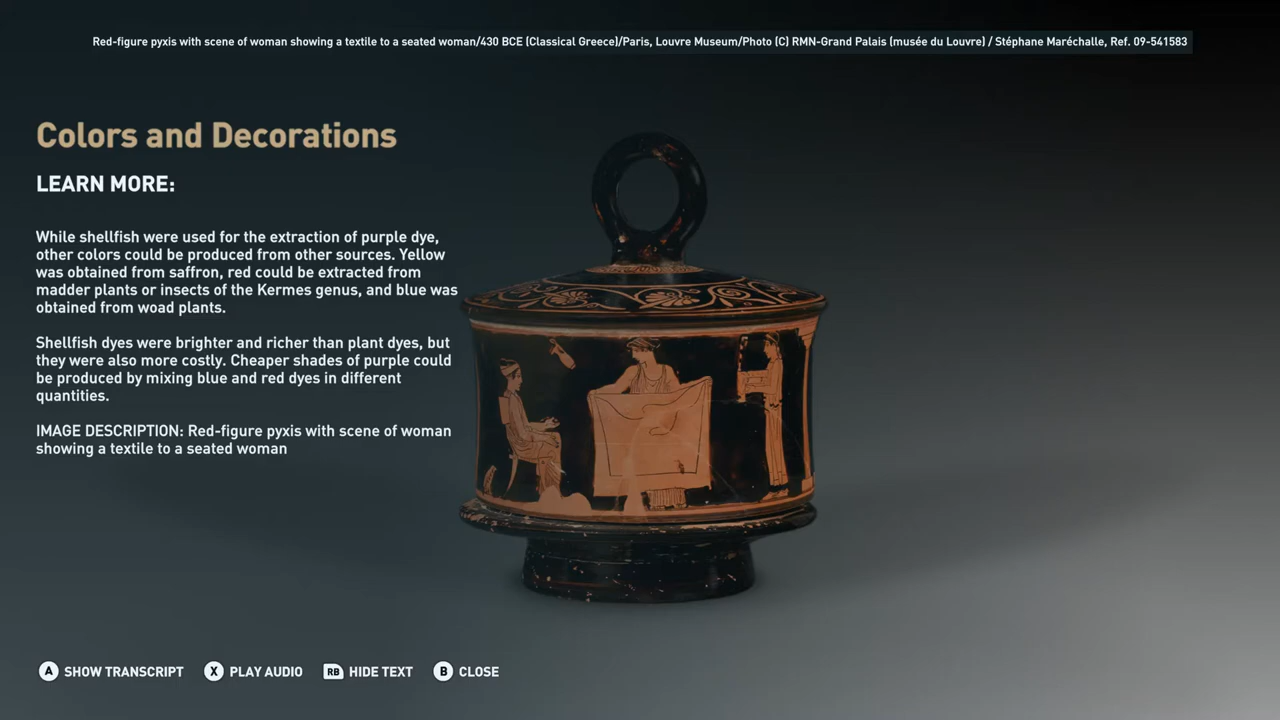 Red-figure pyxis with scene of woman showing a textile to a seated woman/430 BCE (Classical Greece)/Paris, Louvre Museum/Photo (C) RMN-Grand Palais (musée du Louvre) / Stéphane Maréchalle, Ref. 09-541583
Colors and Decorations
LEARN MORE:
While shellfish were used for the extraction of purple dye,
other colors could be produced from other sources. Yellow
was obtained from saffron, red could be extracted from
madder plants or insects of the Kermes genus, and blue was
obtained from woad plants.
Shellfish dyes were brighter and richer than plant dyes, but
they were also more costly. Cheaper shades of purple could
be produced by mixing blue and red dyes in different
quantities.
IMAGE DESCRIPTION: Red-figure pyxis with scene of woman
showing a textile to a seated woman
A SHOW TRANSCRIPT X PLAY AUDIO RB HIDE TEXT B CLOSE